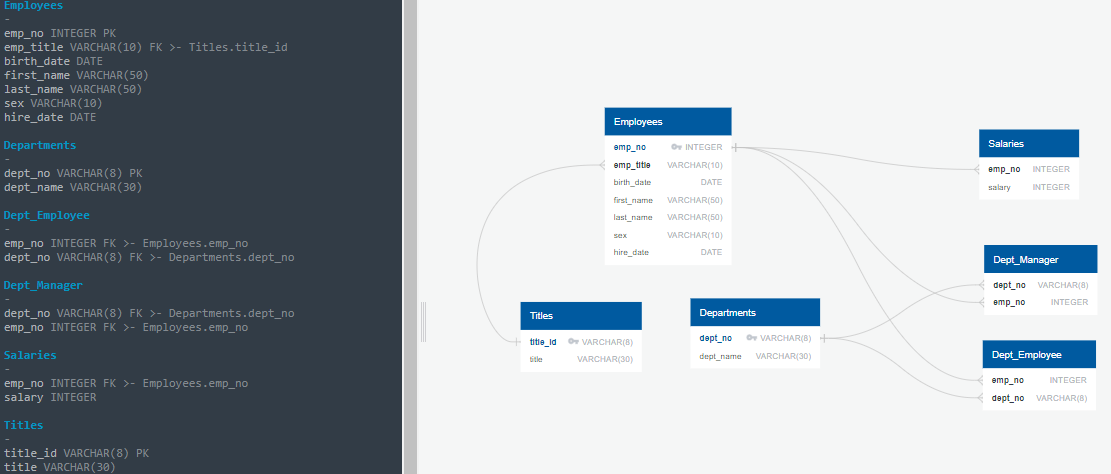 Employees
-
emp_no INTEGER PK
emp_title VARCHAR(10) FK >- Titles.title_id
birth_date DATE
first_name VARCHAR(50)
last_name VARCHAR(50)
sex VARCHAR(10)
hire_date DATE
Departments
-
dept_no VARCHAR(8) PK
dept_name VARCHAR(30)
Dept_Employee
-
emp_no INTEGER FK >- Employees.emp_no
dept_no VARCHAR(8) FK >- Departments.dept_no
Dept_Manager
-
dept_no VARCHAR(8) FK >- Departments.dept_no
emp_no INTEGER FK >- Employees.emp_no
Salaries
-
emp_no INTEGER FK >- Employees.emp_no
salary INTEGER
Titles
-
title_id VARCHAR(8) PK
title VARCHAR(30)
Employees
emp_no INTEGER
emp_title VARCHAR(10)
birth_date DATE
first_name VARCHAR(50)
last_name VARCHAR(50)
sex VARCHAR(10)
hire_date DATE
Salaries
emp_no INTEGER
salary INTEGER
Dept_Manager
dept_no VARCHAR(8)
emp_no INTEGER
Titles
title_id VARCHAR(8)
title VARCHAR(30)
Departments
dept_no VARCHAR(8)
dept_name VARCHAR(30)
Dept_Employee
emp_no INTEGER
dept_no VARCHAR(8)